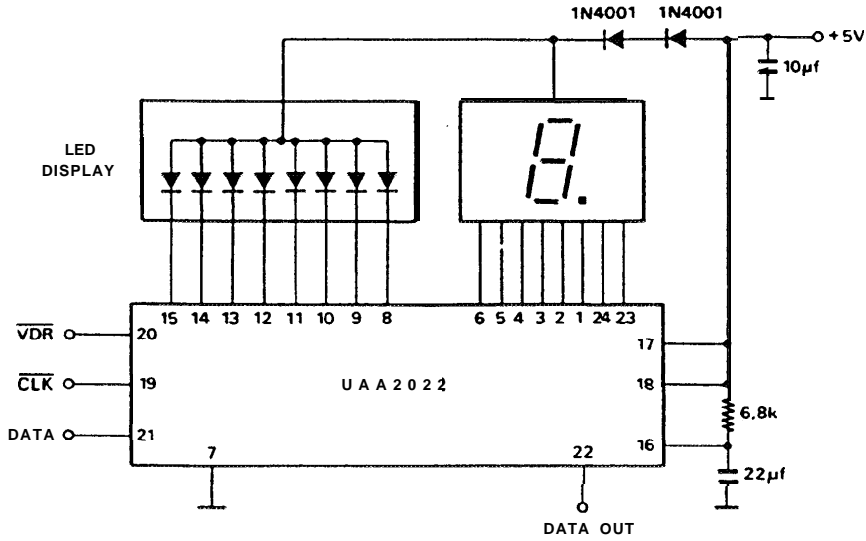 1N4001 1N4001
+5V
10µf
LED
DISPLAY
8.
15 14 13 12 11 10 9 8 6 5 4 3 2 1 24 23
VDR 20
17
CLK 19 UAA2022 18
6,8k
DATA 21
16
7 22
22µf
DATA OUT